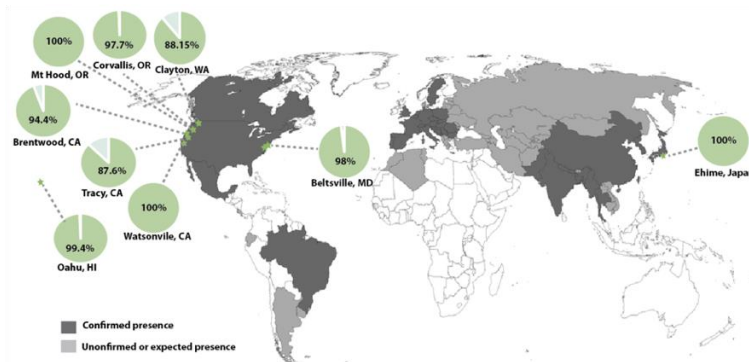 100%
Mt Hood, OR
97.7%
Corvallis, OR
88.15%
Clayton, WA
94.4%
Brentwood, CA
87.6%
Tracy, CA
100%
Watsonvile, CA
98%
Beltsville, MD
100%
Ehime, Japa
99.4%
Oahu, HI
Confirmed presence
Unonfirmed or expected presence